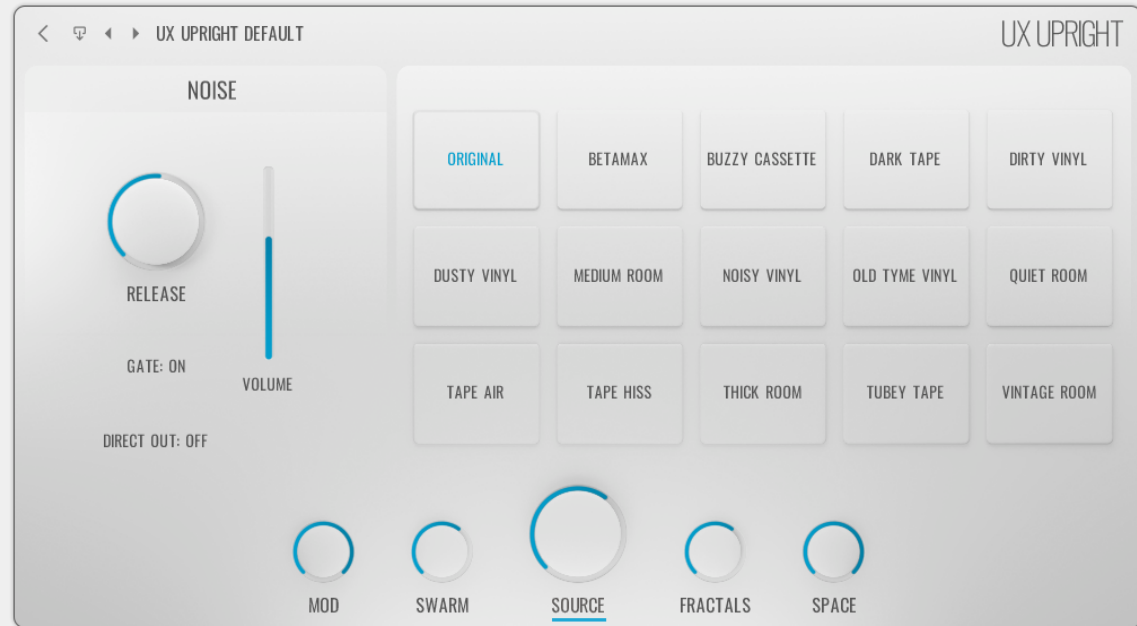 UX UPRIGHT DEFAULT
UX UPRIGHT
NOISE
RELEASE
GATE: ON
VOLUME
DIRECT OUT: OFF
ORIGINAL
BETAMAX
BUZZY CASSETTE
DARK TAPE
DIRTY VINYL
DUSTY VINYL
MEDIUM ROOM
NOISY VINYL
OLD TYME VINYL
QUIET ROOM
TAPE AIR
TAPE HISS
THICK ROOM
TUBEY TAPE
VINTAGE ROOM
MOD
SWARM
SOURCE
FRACTALS
SPACE